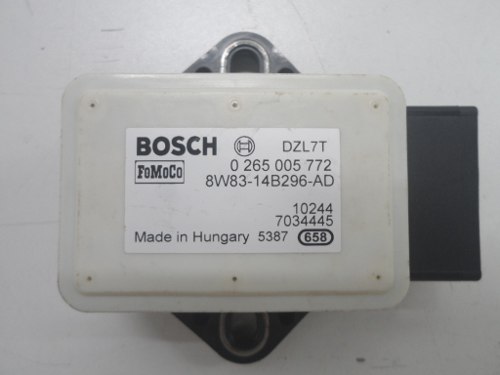 BOSCH DZL7T
FoMoCo 0 265 005 772
8W83-14B296-AD
10244
7034445
Made in Hungary 5387 658